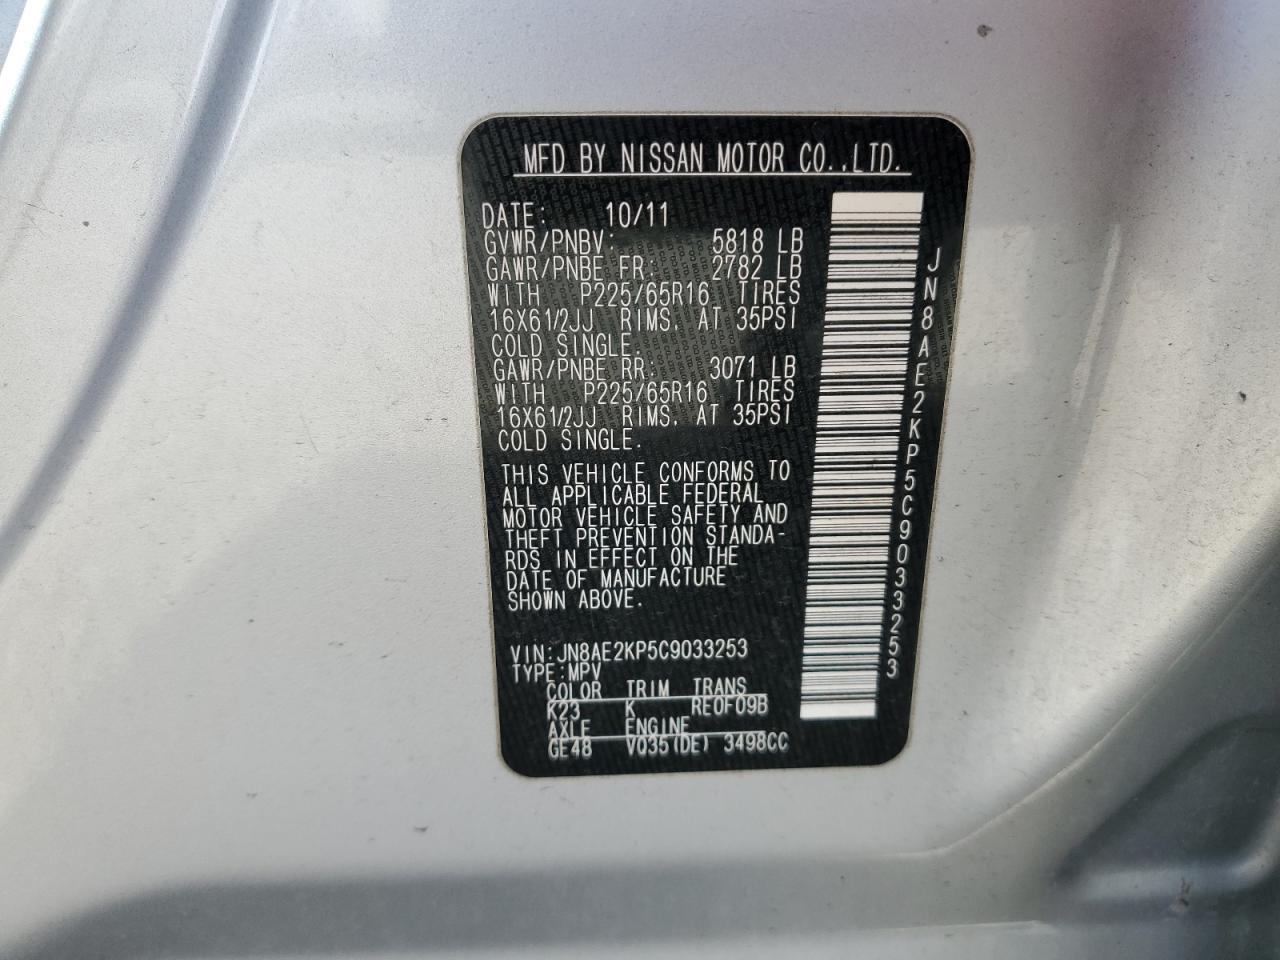 MFD BY NISSAN MOTOR CO.,LTD.
DATE: 10/11
GVWR/PNBV: 5818 LB
GAWR/PNBE FR: 2782 LB
WITH P225/65R16 TIRES
16X61/2JJ RIMS, AT 35PSI
COLD SINGLE.
GAWR/PNBE RR: 3071 LB
WITH P225/65R16 TIRES
16X61/2JJ RIMS, AT 35PSI
COLD SINGLE.
THIS VEHICLE CONFORMS TO
ALL APPLICABLE FEDERAL
MOTOR VEHICLE SAFETY AND
THEFT PREVENTION STANDA-
RDS IN EFFECT ON THE
DATE OF MANUFACTURE
SHOWN ABOVE.
VIN:JN8AE2KP5C9033253
TYPE:MPV
COLOR TRIM TRANS
K23 K RE0F09B
AXLE ENGINE
GE48 VQ35(DE) 3498CC
JN8AE2KP5C9033253